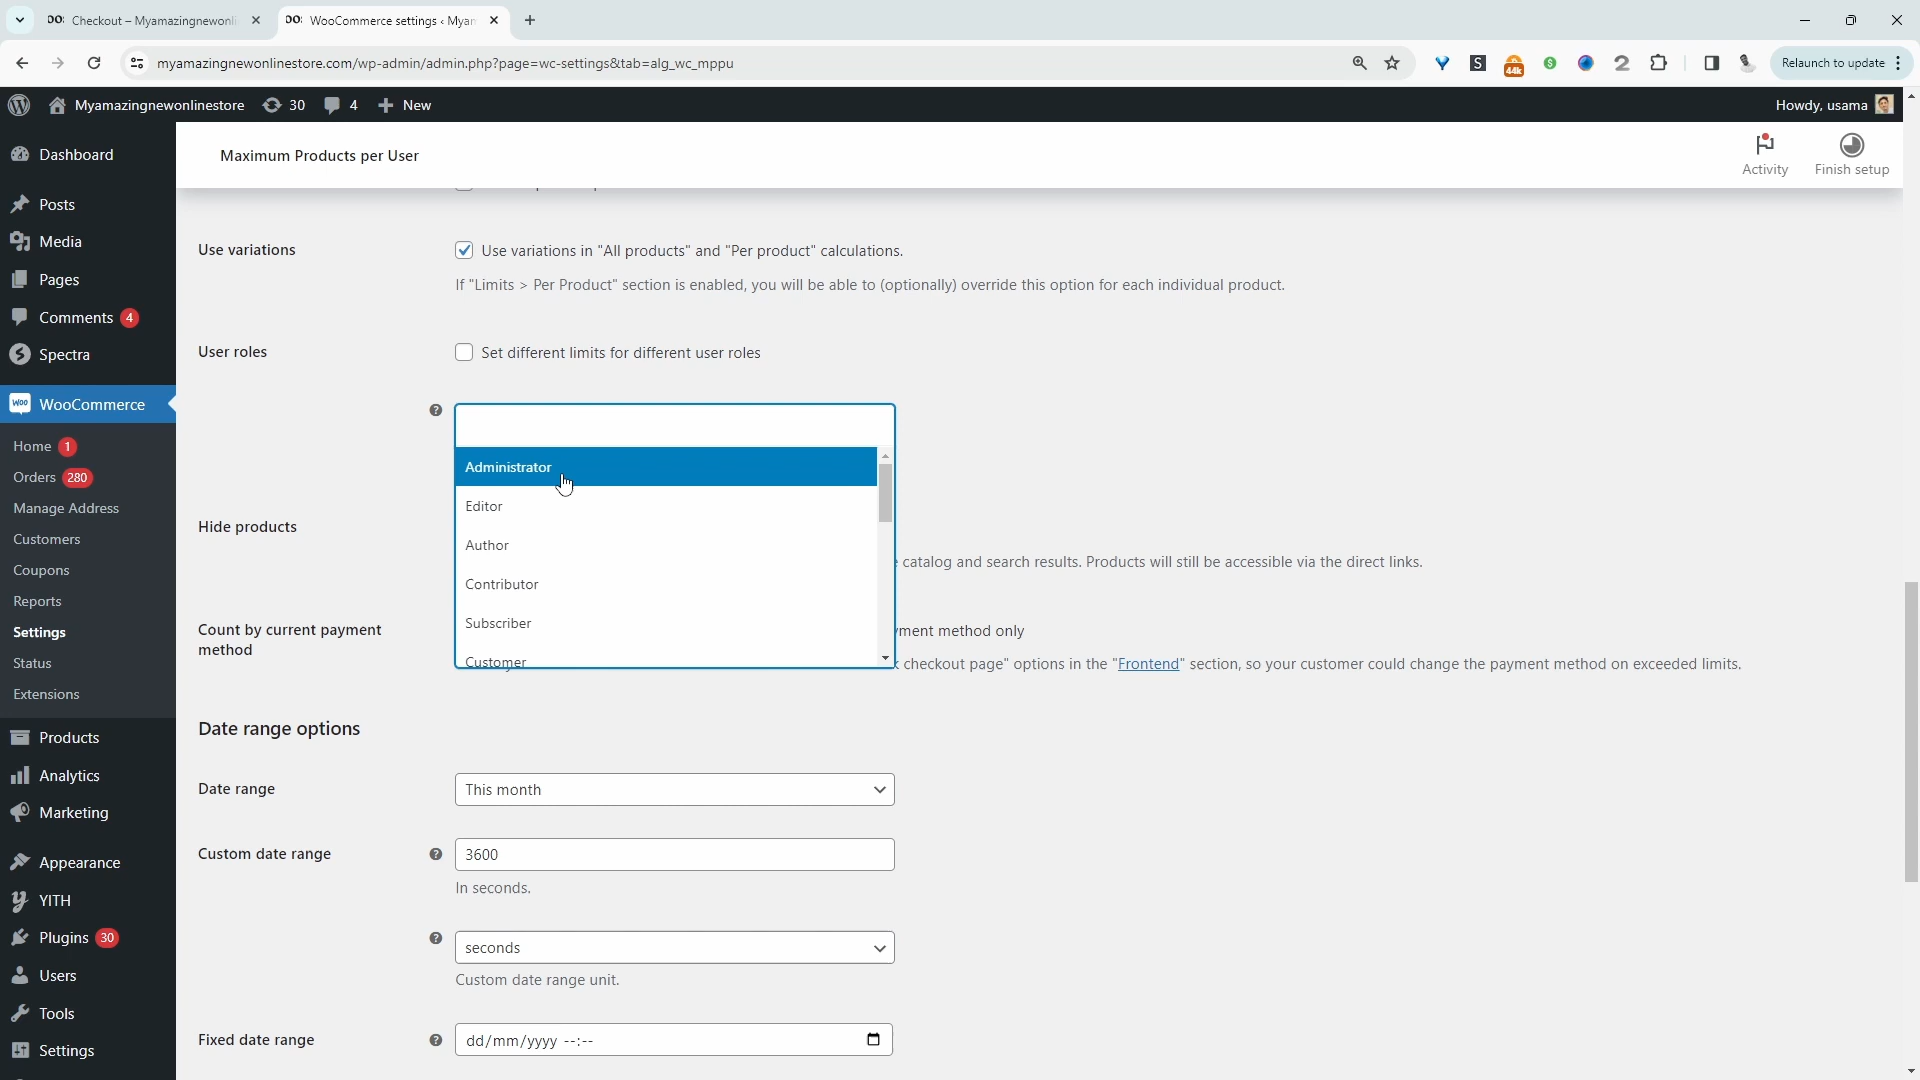 Checkout – Myamazingnewonli
WooCommerce settings ‹ Myam
myamazingnewonlinestore.com/wp-admin/admin.php?page=wc-settings&tab=alg_wc_mppu
44k
Relaunch to update
Myamazingnewonlinestore
30
4
New
Howdy, usama
Maximum Products per User
Activity
Finish setup
Dashboard
Posts
Media
Pages
Comments 4
Spectra
WooCommerce
Home 1
Orders 280
Manage Address
Customers
Coupons
Reports
Settings
Status
Extensions
Products
Analytics
Marketing
Appearance
YITH
Plugins 30
Users
Tools
Settings
Use variations
Use variations in "All products" and "Per product" calculations.
If "Limits > Per Product" section is enabled, you will be able to (optionally) override this option for each individual product.
User roles
Set different limits for different user roles
Administrator
Editor
Author
Contributor
Subscriber
Customer
Hide products
catalog and search results. Products will still be accessible via the direct links.
Count by current payment
method
yment method only
checkout page" options in the "Frontend" section, so your customer could change the payment method on exceeded limits.
Date range options
Date range
This month
Custom date range
3600
In seconds.
seconds
Custom date range unit.
Fixed date range
dd/mm/yyyy --:--